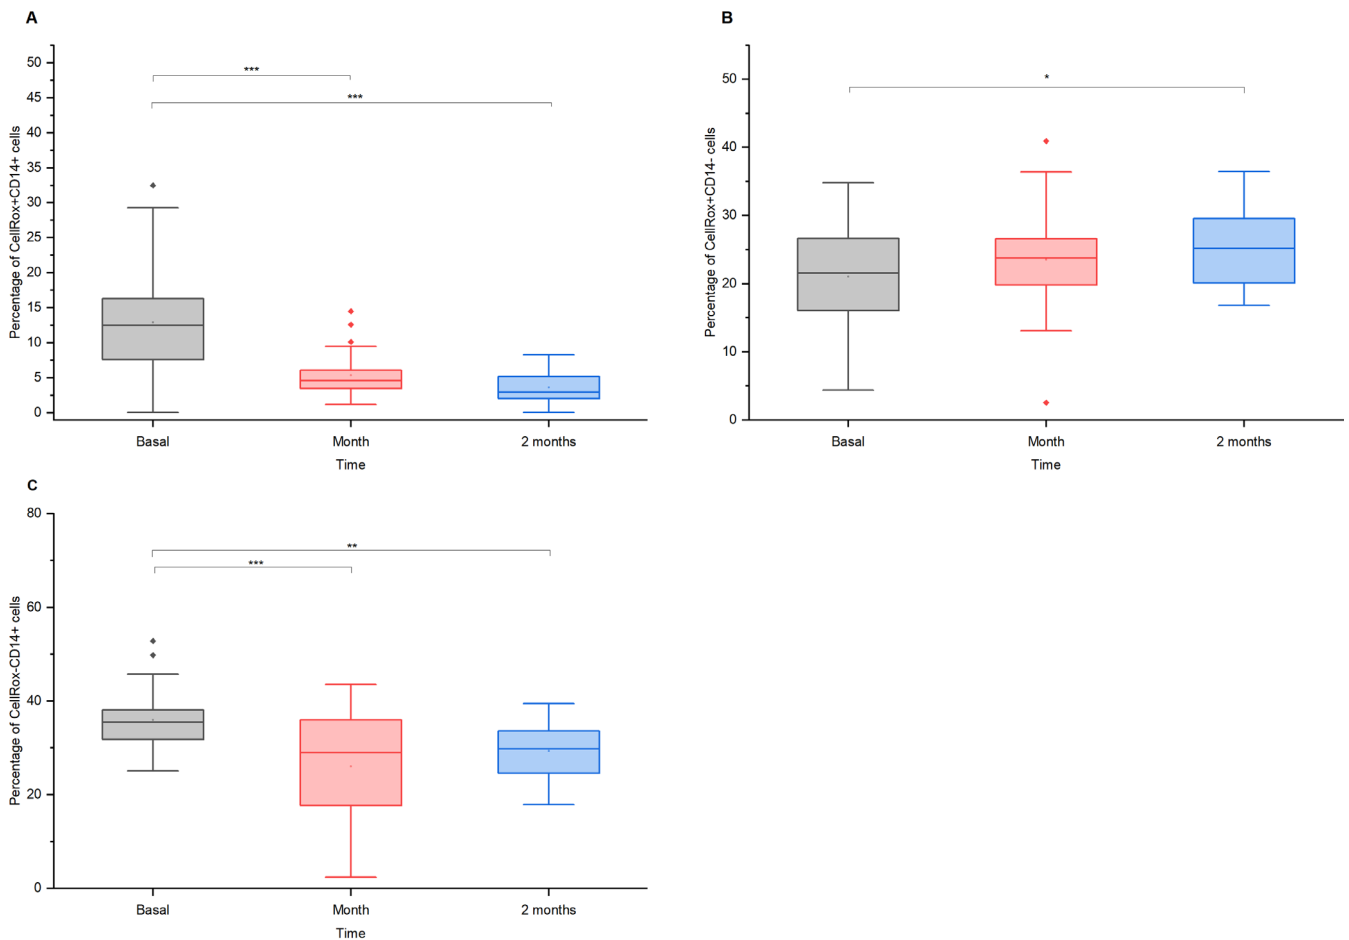 A
Percentage of CellRox+CD14+ cells
50
45
40
35
30
25
20
15
10
5
0
***
***
Basal
Month
2 months
Time
B
Percentage of CellRox+CD14- cells
50
40
30
20
10
0
*
Basal
Month
2 months
Time
C
Percentage of CellRox-CD14+ cells
80
60
40
20
0
**
***
Basal
Month
2 months
Time